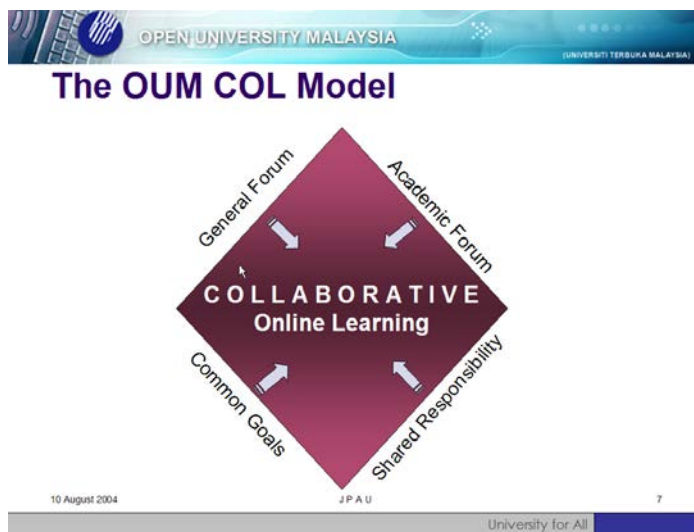 OPEN UNIVERSITY MALAYSIA
(UNIVERSITI TERBUKA MALAYSIA)
The OUM COL Model
General Forum
Academic Forum
COLLABORATIVE
Online Learning
Common Goals
Shared Responsibility
10 August 2004
JPAU
7
University for All